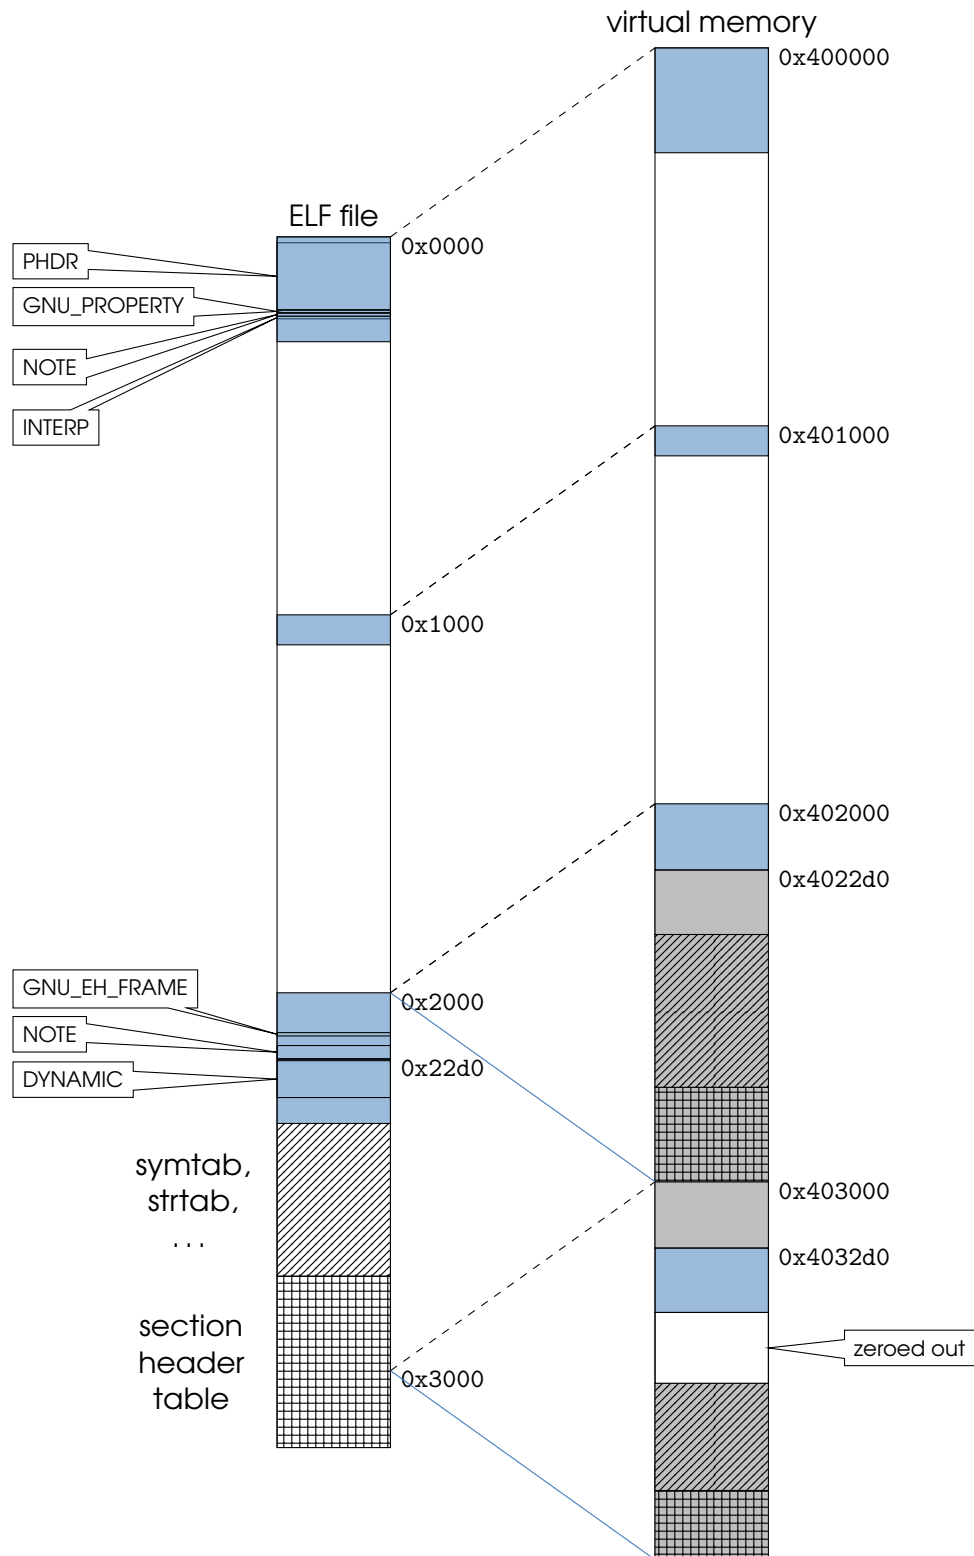 virtual memory
0x400000
ELF file
0x0000
PHDR
GNU_PROPERTY
NOTE
INTERP
0x401000
0x1000
0x402000
0x4022d0
GNU_EH_FRAME
0x2000
NOTE
0x22d0
DYNAMIC
symtab,
strtab,
...
0x403000
0x4032d0
section
header
table
zeroed out
0x3000